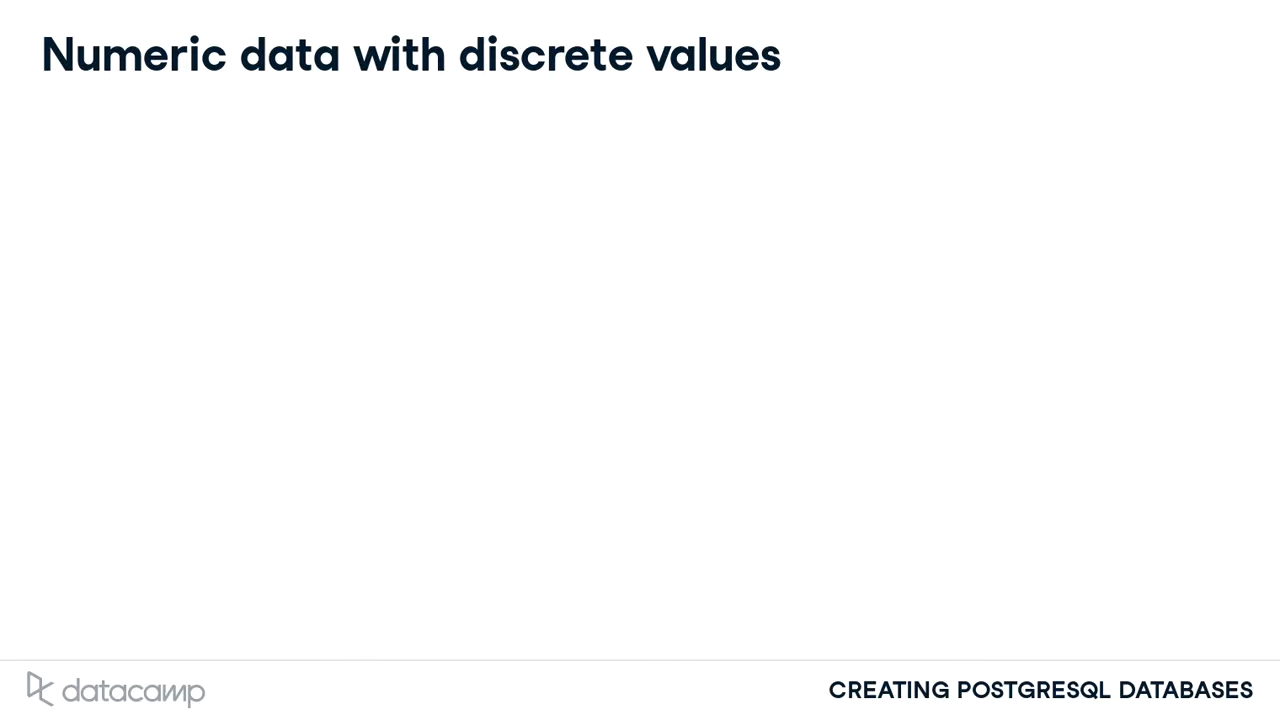 Numeric data with discrete values
datacamp
CREATING POSTGRESQL DATABASES